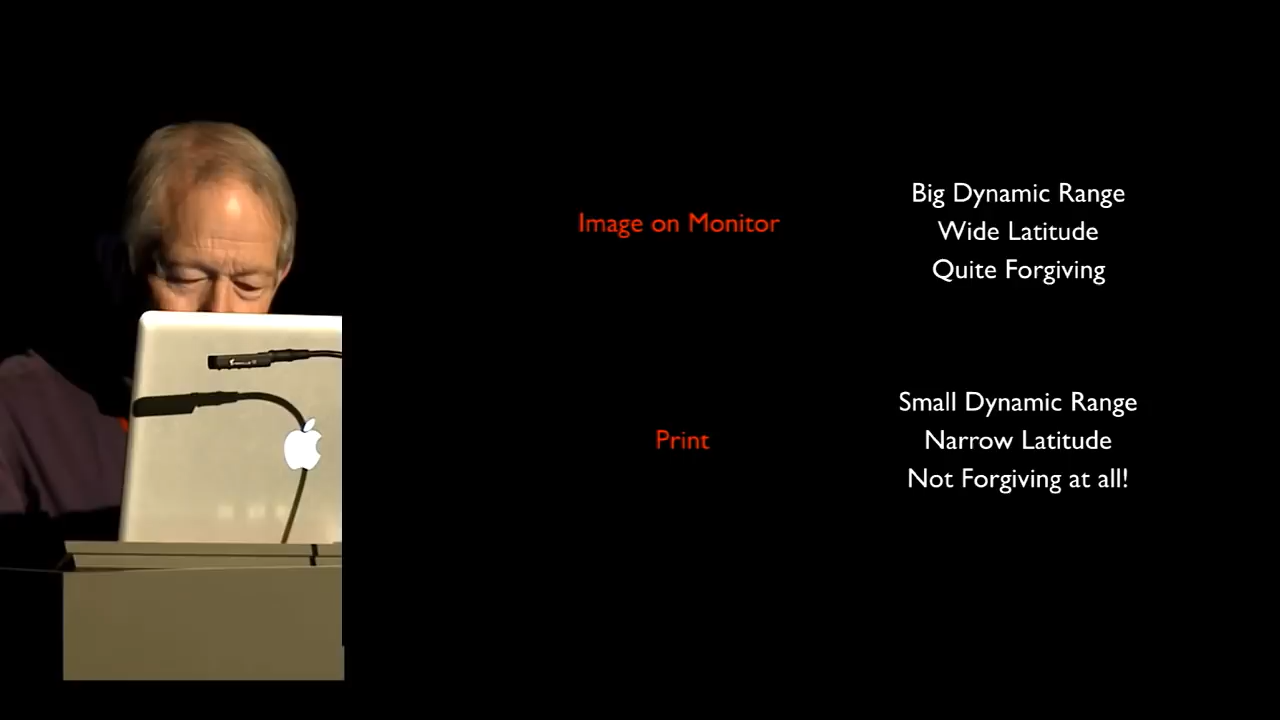 Image on Monitor
Big Dynamic Range
Wide Latitude
Quite Forgiving
Print
Small Dynamic Range
Narrow Latitude
Not Forgiving at all!